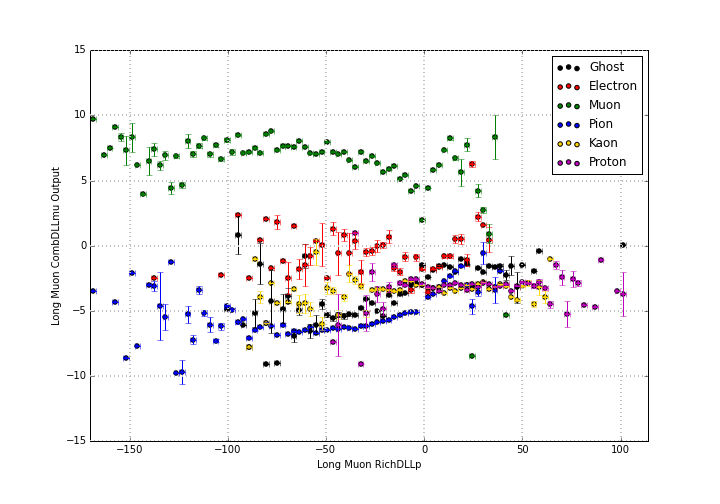 15
10
5
0
−5
−10
−15
−150
−100
−50
0
50
100
Long Muon CombDLLmu Output
Long Muon RichDLLp
Ghost
Electron
Muon
Pion
Kaon
Proton